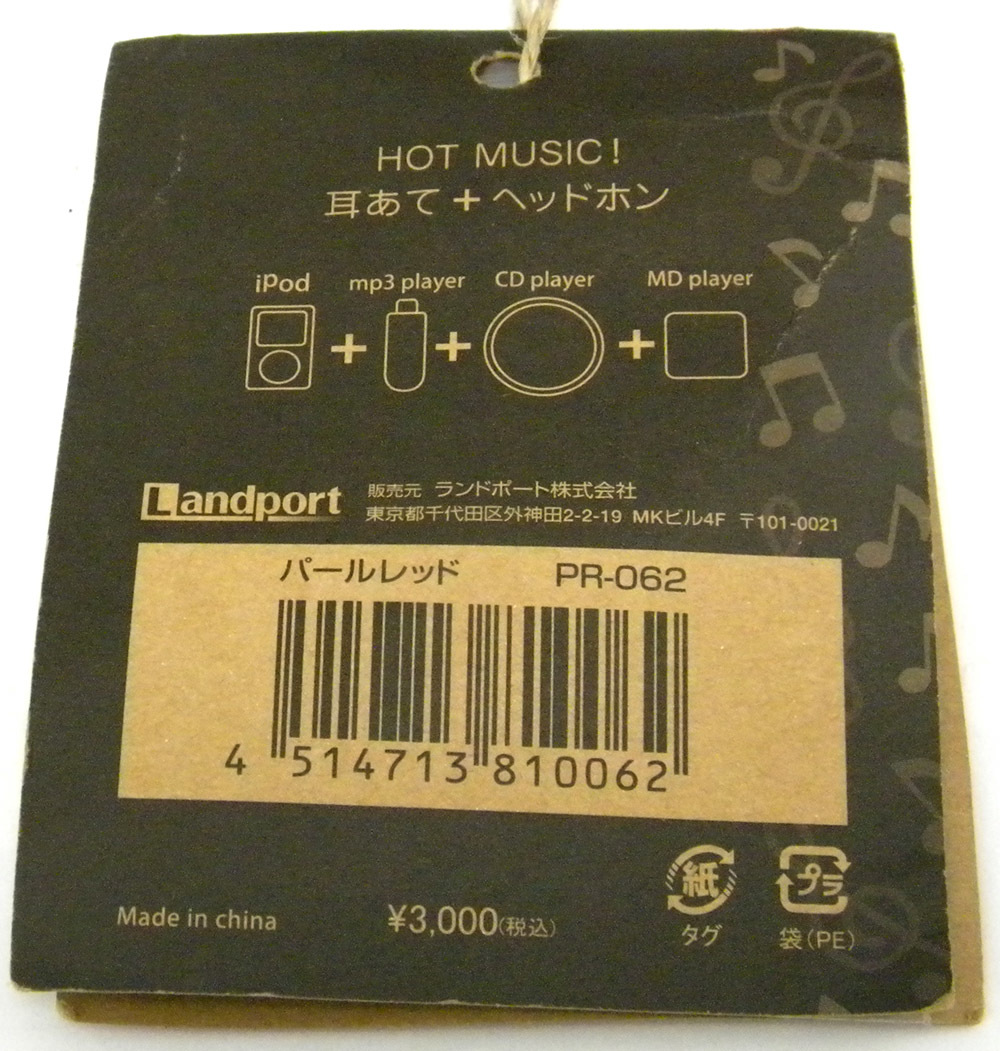 HOT MUSIC!
耳あて+ヘッドホン
iPod mp3 player CD player MD player
Landport
販売元 ランドポート株式会社
東京都千代田区外神田2-2-19 MKビル4F 〒101-0021
パールレッド PR-062
4 514713 810062
紙 プラ
Made in china ¥3,000(税込) タグ 袋(PE)